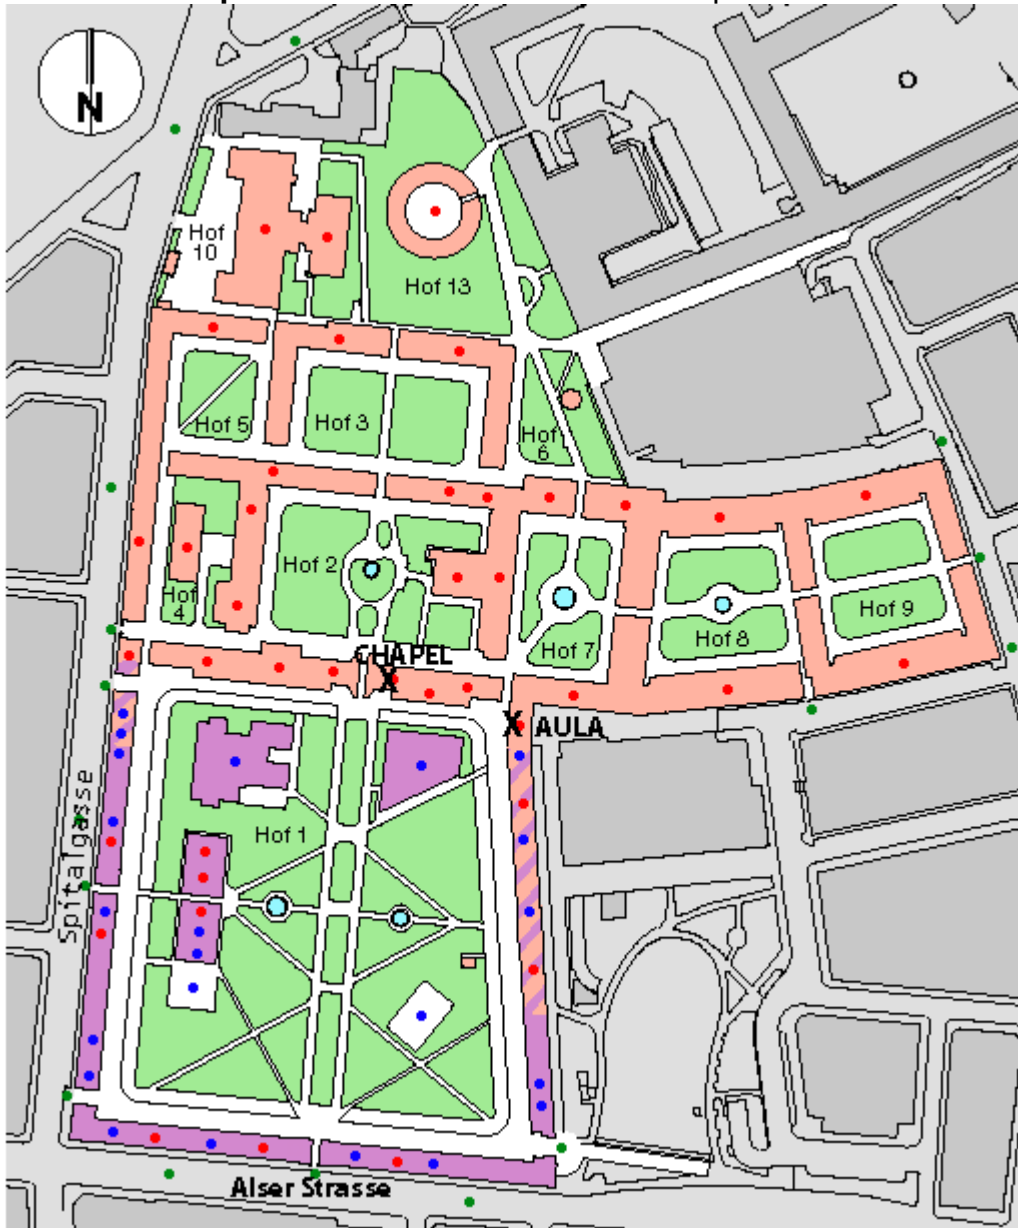 N
Hof
10
Hof 13
Hof 5
Hof 3
Hof
6
Hof 2
Hof
4
Hof 7
Hof 8
Hof 9
CHAPEL
X
X AULA
Hof 1
Spitalgasse
Alser Strasse